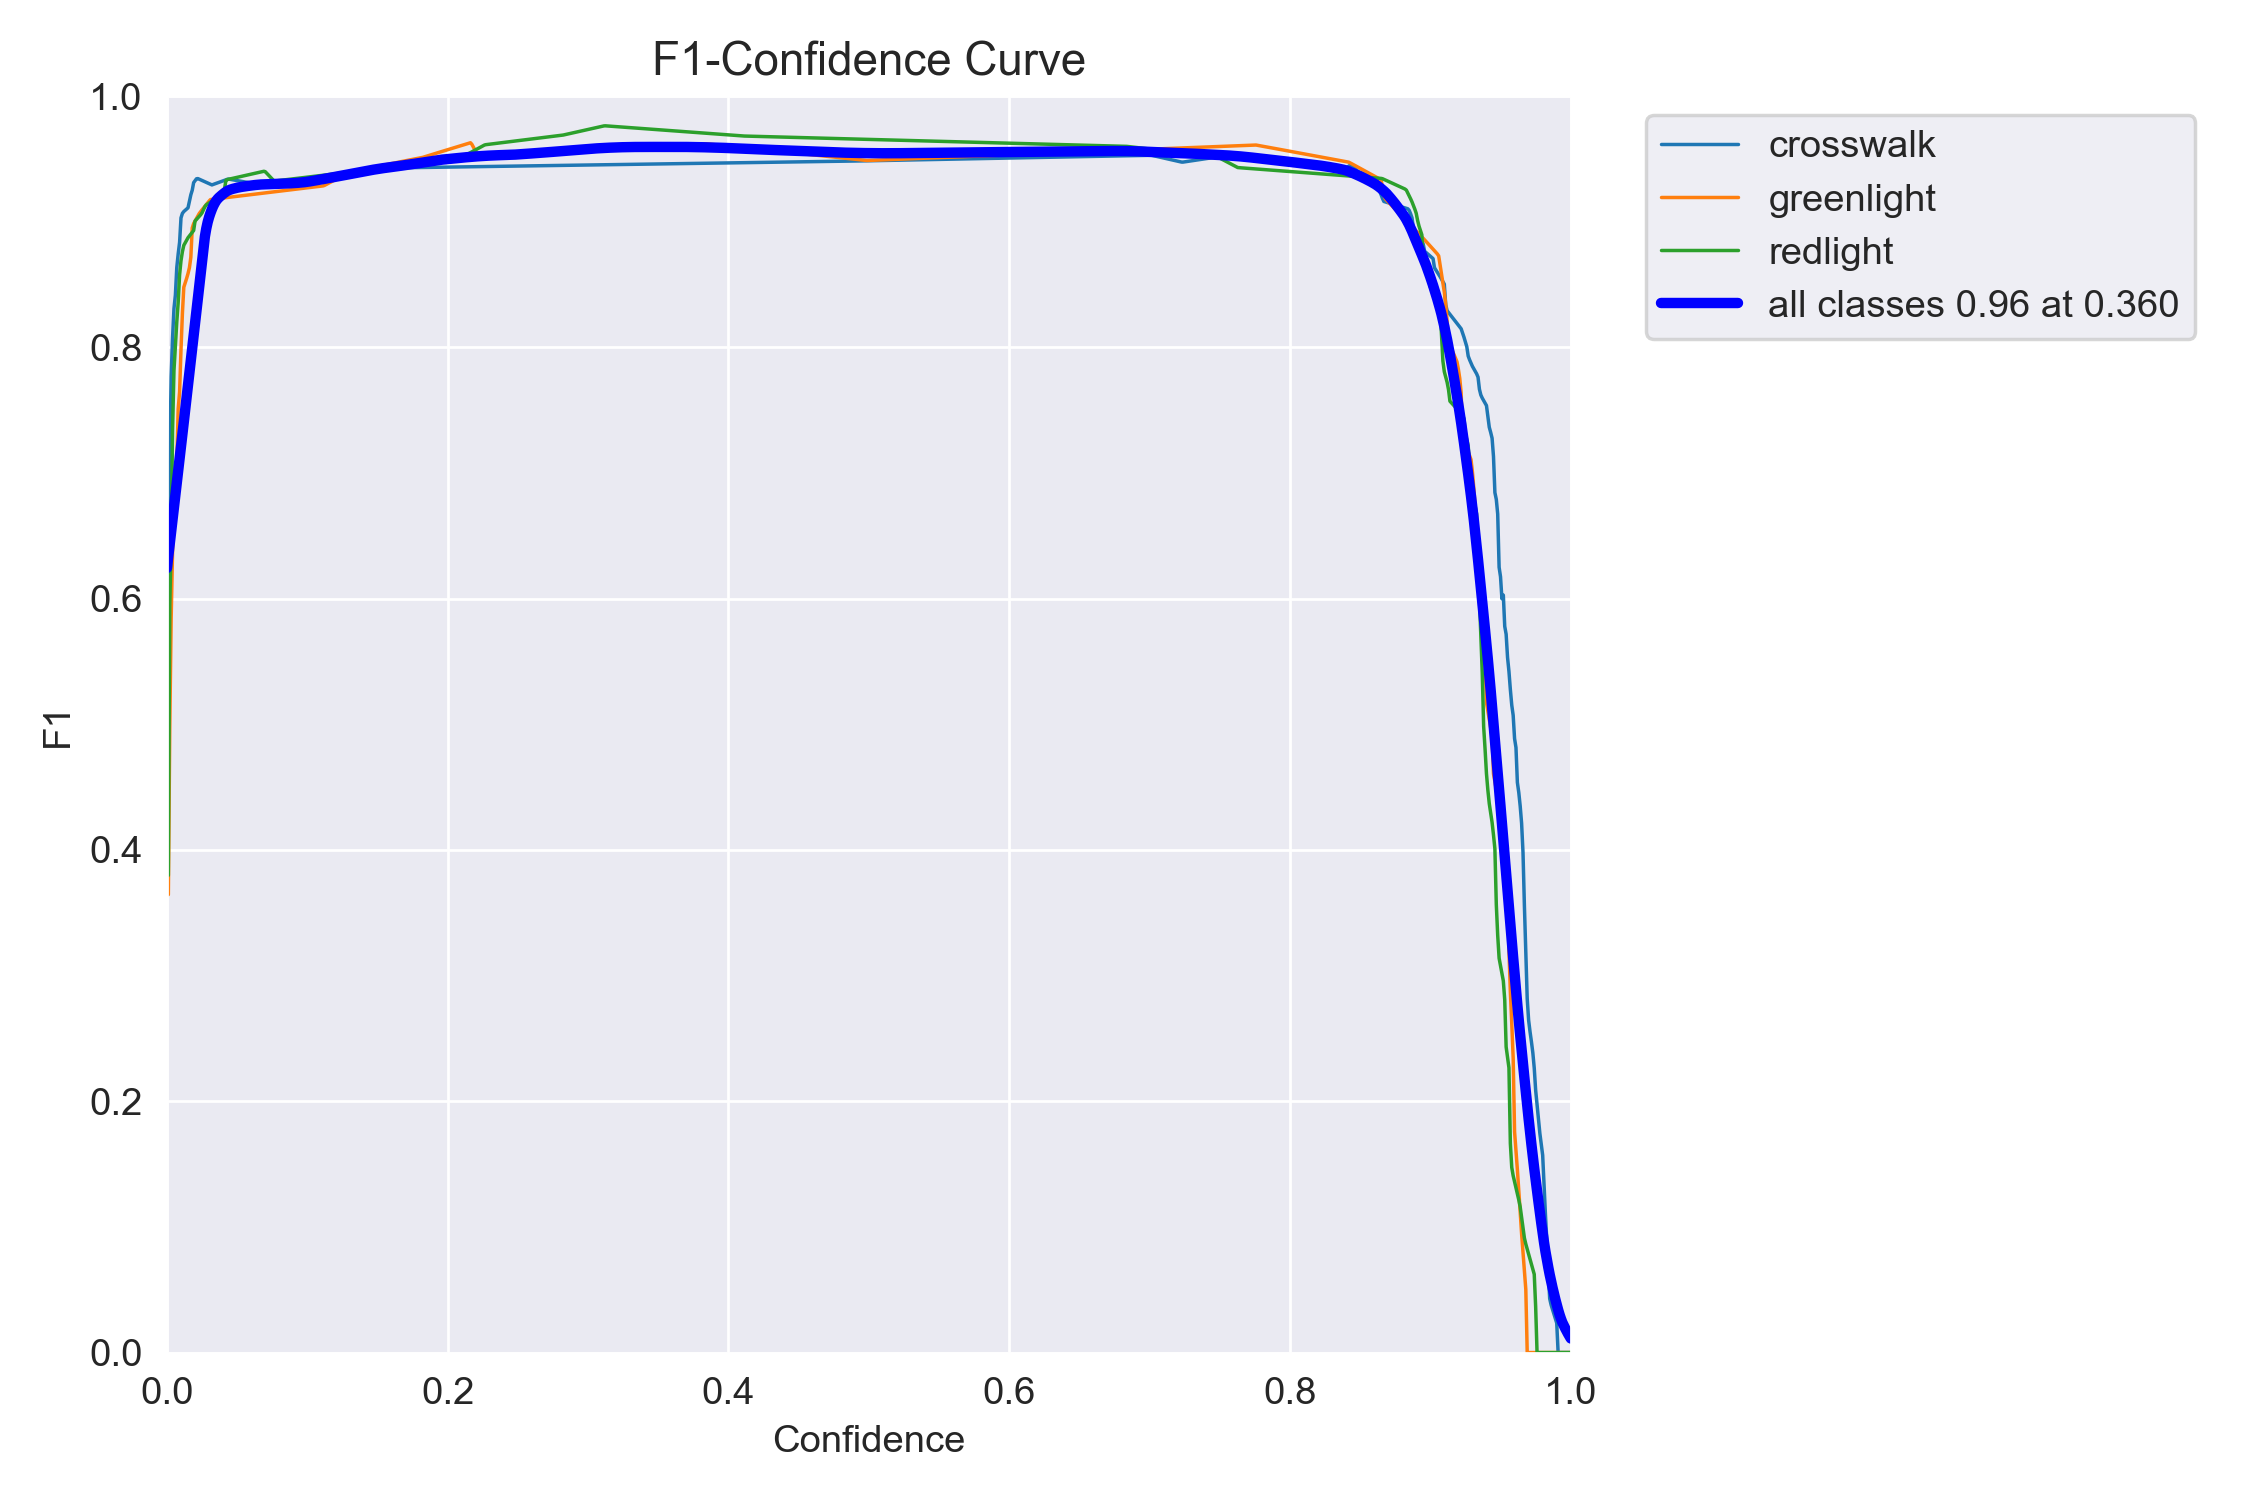 F1-Confidence Curve
1.0
0.8
0.6
0.4
0.2
0.0
F1
0.0 0.2 0.4 0.6 0.8 1.0
Confidence
crosswalk
greenlight
redlight
all classes 0.96 at 0.360